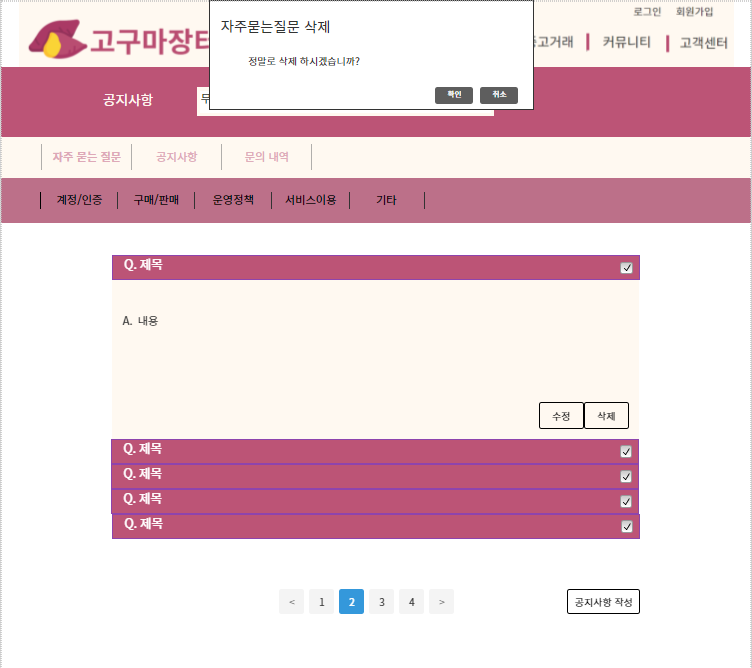 자주묻는질문 삭제
정말로 삭제 하시겠습니까?
확인 취소
로그인 회원가입
고구마장터
중고거래 커뮤니티 고객센터
공지사항
자주 묻는 질문 공지사항 문의 내역
계정/인증 구매/판매 운영정책 서비스이용 기타
Q. 제목
A. 내용
수정 삭제
Q. 제목
Q. 제목
Q. 제목
Q. 제목
< 1 2 3 4 >
공지사항 작성